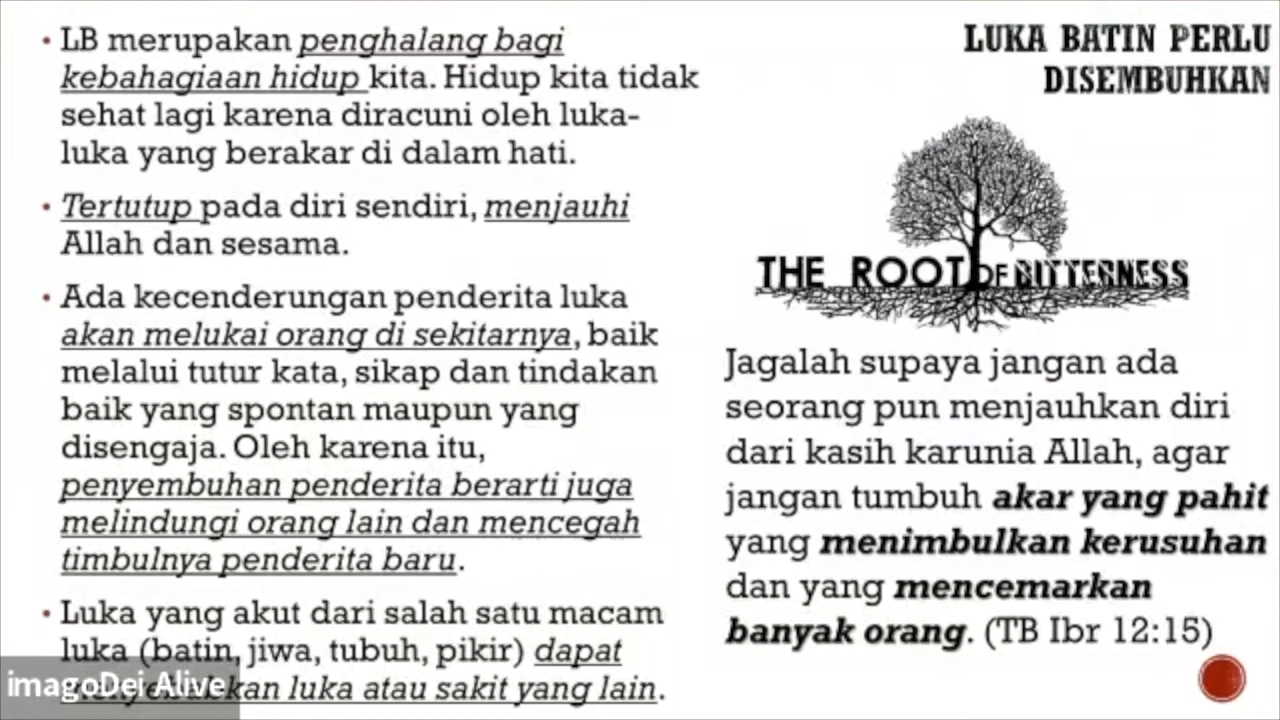 • LB merupakan penghalang bagi
kebahagiaan hidup kita. Hidup kita tidak
sehat lagi karena diracuni oleh luka-
luka yang berakar di dalam hati.
• Tertutup pada diri sendiri, menjauhi
Allah dan sesama.
• Ada kecenderungan penderita luka
akan melukai orang di sekitarnya, baik
melalui tutur kata, sikap dan tindakan
baik yang spontan maupun yang
disengaja. Oleh karena itu,
penyembuhan penderita berarti juga
melindungi orang lain dan mencegah
timbulnya penderita baru.
• Luka yang akut dari salah satu macam
luka (batin, jiwa, tubuh, pikir) dapat
menyebabkan luka atau sakit yang lain.
imagoDei Alive
LUKA BATIN PERLU
DISEMBUHKAN
THE ROOT OF BITTERNESS
Jagalah supaya jangan ada
seorang pun menjauhkan diri
dari kasih karunia Allah, agar
jangan tumbuh akar yang pahit
yang menimbulkan kerusuhan
dan yang mencemarkan
banyak orang. (TB Ibr 12:15)